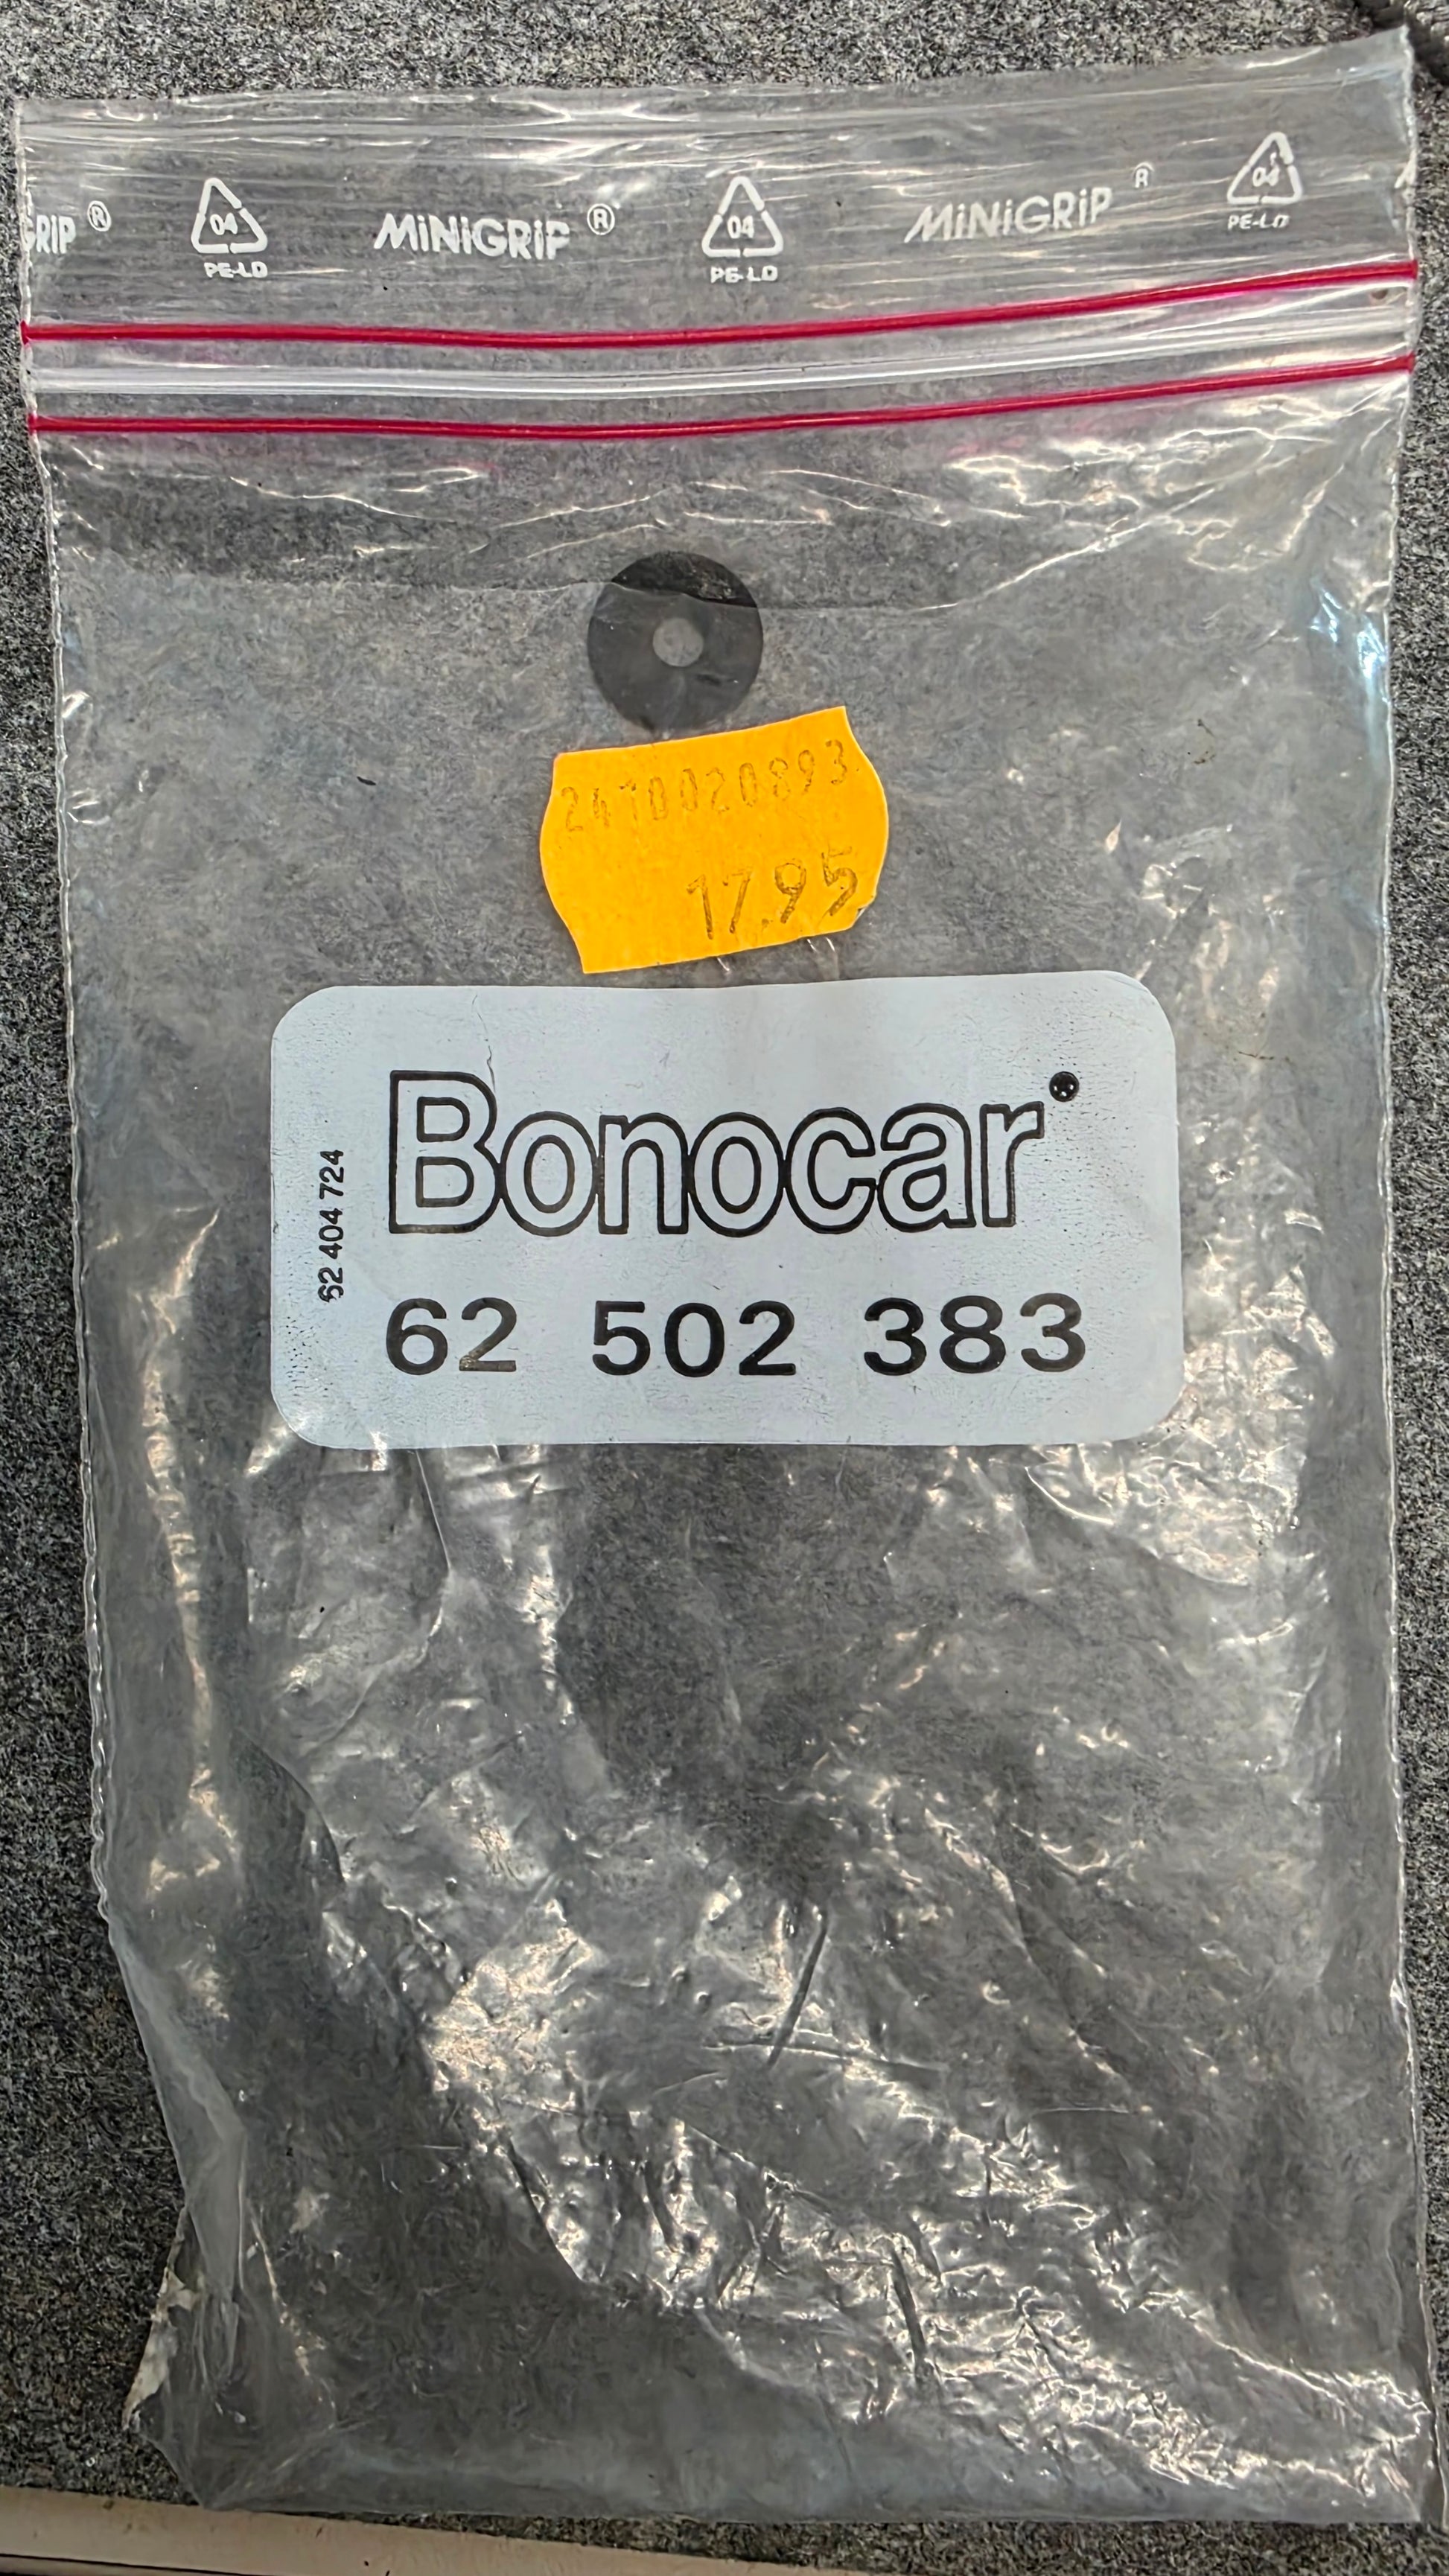 GRIP ® 04 MINIGRIP ® 04 MINIGRIP ® 04
PE-LD PE-LD PE-LD
2410020893
17.95
Bonocar
62 404 724
62 502 383